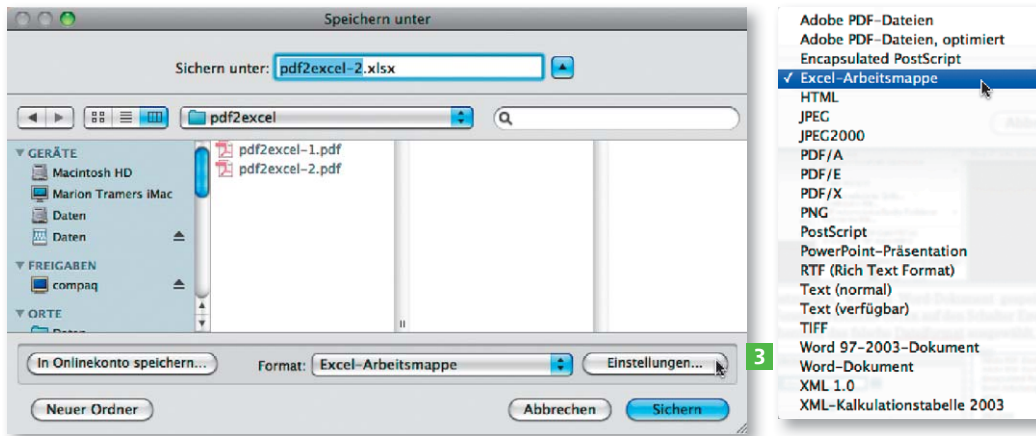 Speichern unter
Sichern unter: pdf2excel-2.xlsx
pdf2excel
GERÄTE
Macintosh HD
Marion Tramers iMac
Daten
Daten
FREIGABEN
compaq
ORTE
Daten
pdf2excel-1.pdf
pdf2excel-2.pdf
In Onlinekonto speichern...
Format: Excel-Arbeitsmappe
Einstellungen...
3
Neuer Ordner
Abbrechen
Sichern
Adobe PDF-Dateien
Adobe PDF-Dateien, optimiert
Encapsulated PostScript
✓ Excel-Arbeitsmappe
HTML
JPEG
JPEG2000
PDF/A
PDF/E
PDF/X
PNG
PostScript
PowerPoint-Präsentation
RTF (Rich Text Format)
Text (normal)
Text (verfügbar)
TIFF
Word 97-2003-Dokument
Word-Dokument
XML 1.0
XML-Kalkulationstabelle 2003